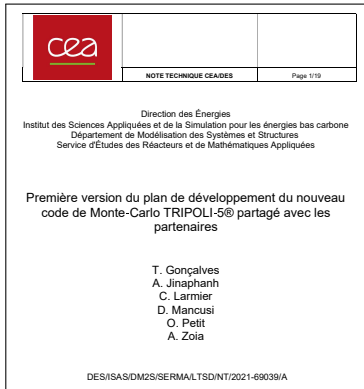 cea
NOTE TECHNIQUE CEA/DES
Page 1/19
Direction des Énergies
Institut des Sciences Appliquées et de la Simulation pour les énergies bas carbone
Département de Modélisation des Systèmes et Structures
Service d'Études des Réacteurs et de Mathématiques Appliquées
Première version du plan de développement du nouveau
code de Monte-Carlo TRIPOLI-5® partagé avec les
partenaires
T. Gonçalves
A. Jinaphanh
C. Larmier
D. Mancusi
O. Petit
A. Zoia
DES/ISAS/DM2S/SERMA/LTSD/NT/2021-69039/A